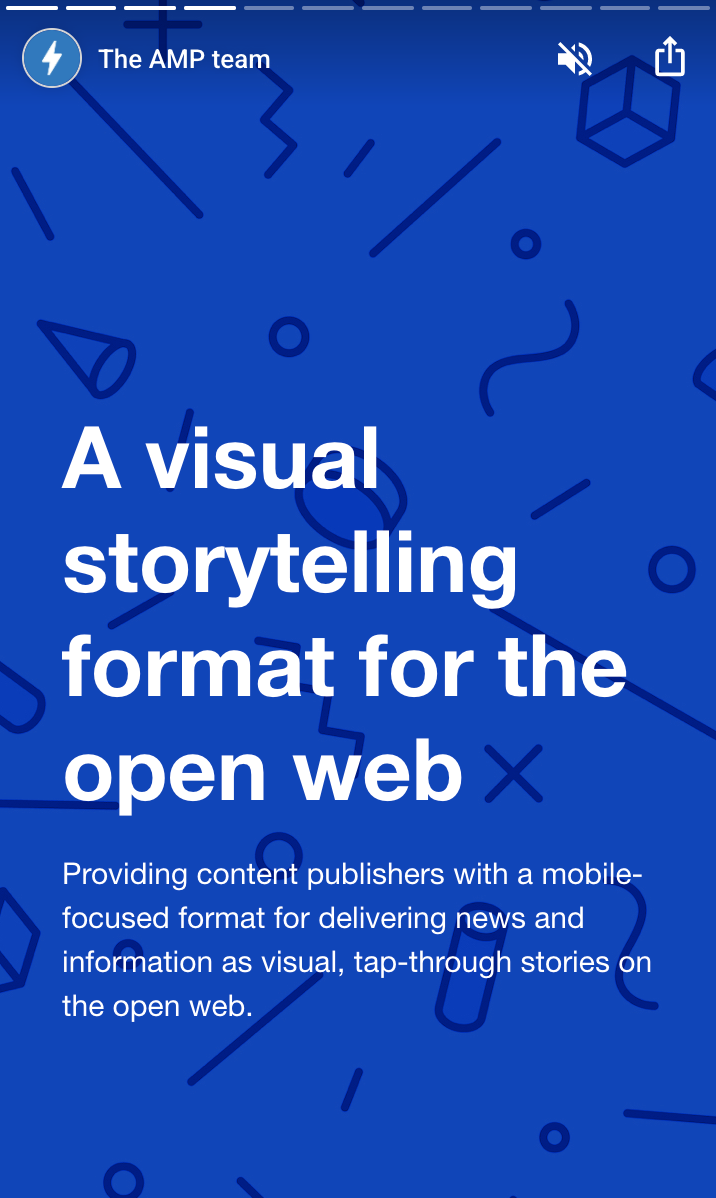 The AMP team
A visual
storytelling
format for the
open web
Providing content publishers with a mobile-
focused format for delivering news and
information as visual, tap-through stories on
the open web.